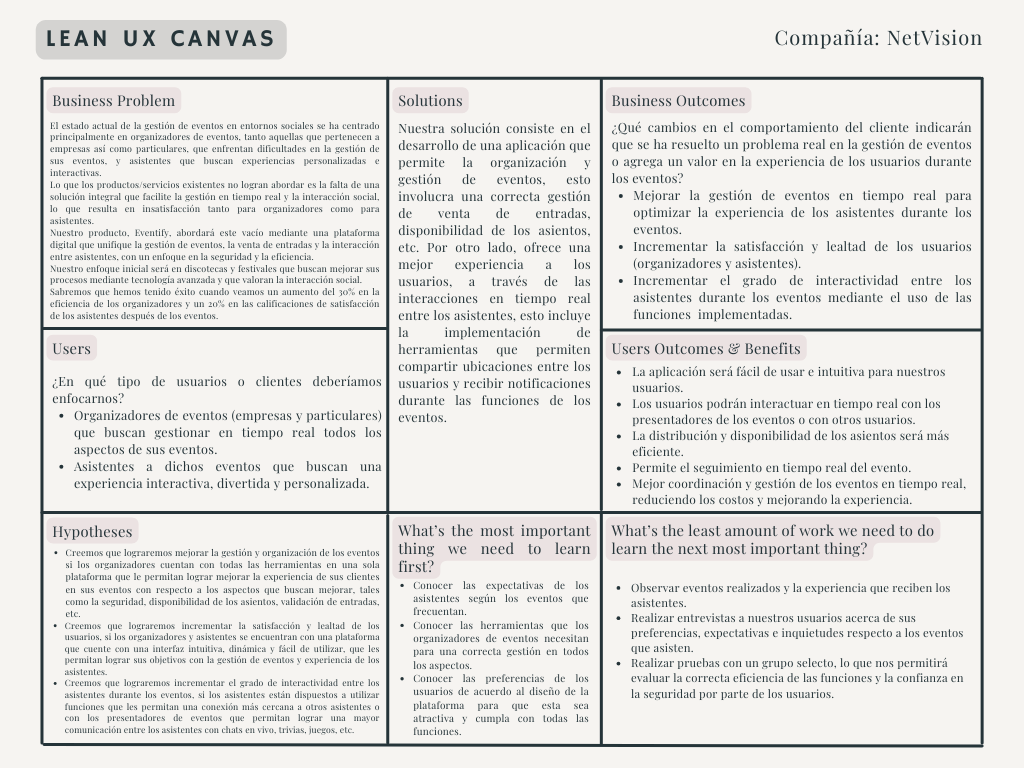 LEAN UX CANVAS
Compañía: NetVision
Business Problem
El estado actual de la gestión de eventos en entornos sociales se ha centrado
principalmente en organizadores de eventos, tanto aquellas que pertenecen a
empresas así como particulares, que enfrentan dificultades en la gestión de
sus eventos, y asistentes que buscan experiencias personalizadas e
interactivas.
Lo que los productos/servicios existentes no logran abordar es la falta de una
solución integral que facilite la gestión en tiempo real y la interacción social,
lo que resulta en insatisfacción tanto para organizadores como para
asistentes.
Nuestro producto, Eventify, abordará este vacío mediante una plataforma
digital que unifique la gestión de eventos, la venta de entradas y la interacción
entre asistentes, con un enfoque en la seguridad y la eficiencia.
Nuestro enfoque inicial será en discotecas y festivales que buscan mejorar sus
procesos mediante tecnología avanzada y que valoran la interacción social.
Sabremos que hemos tenido éxito cuando veamos un aumento del 30% en la
eficiencia de los organizadores y un 20% en las calificaciones de satisfacción
de los asistentes después de los eventos.
Users
¿En qué tipo de usuarios o clientes deberíamos
enfocarnos?
• Organizadores de eventos (empresas y particulares)
que buscan gestionar en tiempo real todos los
aspectos de sus eventos.
• Asistentes a dichos eventos que buscan una
experiencia interactiva, divertida y personalizada.
Solutions
Nuestra solución consiste en el
desarrollo de una aplicación que
permite la organización y
gestión de eventos, esto
involucra una correcta gestión
de venta de entradas,
disponibilidad de los asientos,
etc. Por otro lado, ofrece una
mejor experiencia a los
usuarios, a través de las
interacciones en tiempo real
entre los asistentes, esto incluye
la implementación de
herramientas que permiten
compartir ubicaciones entre los
usuarios y recibir notificaciones
durante las funciones de los
eventos.
Business Outcomes
¿Qué cambios en el comportamiento del cliente indicarán
que se ha resuelto un problema real en la gestión de eventos
o agrega un valor en la experiencia de los usuarios durante
los eventos?
• Mejorar la gestión de eventos en tiempo real para
optimizar la experiencia de los asistentes durante los
eventos.
• Incrementar la satisfacción y lealtad de los usuarios
(organizadores y asistentes).
• Incrementar el grado de interactividad entre los
asistentes durante los eventos mediante el uso de las
funciones implementadas.
Users Outcomes & Benefits
• La aplicación será fácil de usar e intuitiva para nuestros
usuarios.
• Los usuarios podrán interactuar en tiempo real con los
presentadores de los eventos o con otros usuarios.
• La distribución y disponibilidad de los asientos será más
eficiente.
• Permite el seguimiento en tiempo real del evento.
• Mejor coordinación y gestión de los eventos en tiempo real,
reduciendo los costos y mejorando la experiencia.
Hypotheses
• Creemos que lograremos mejorar la gestión y organización de los eventos
si los organizadores cuentan con todas las herramientas en una sola
plataforma que le permitan lograr mejorar la experiencia de sus clientes
en sus eventos con respecto a los aspectos que buscan mejorar, tales
como la seguridad, disponibilidad de los asientos, validación de entradas,
etc.
• Creemos que lograremos incrementar la satisfacción y lealtad de los
usuarios, si los organizadores y asistentes se encuentran con una plataforma
que cuente con una interfaz intuitiva, dinámica y fácil de utilizar, que les
permitan lograr sus objetivos con la gestión de eventos y experiencia de los
asistentes.
• Creemos que lograremos incrementar el grado de interactividad entre los
asistentes durante los eventos, si los asistentes están dispuestos a utilizar
funciones que les permitan una conexión más cercana a otros asistentes o
con los presentadores de eventos que permitan lograr una mayor
comunicación entre los asistentes con chats en vivo, trivias, juegos, etc.
What’s the most important
thing we need to learn
first?
• Conocer las expectativas de los
asistentes según los eventos que
frecuentan.
• Conocer las herramientas que los
organizadores de eventos necesitan
para una correcta gestión en todos
los aspectos.
• Conocer las preferencias de los
usuarios de acuerdo al diseño de la
plataforma para que esta sea
atractiva y cumpla con todas las
funciones.
What’s the least amount of work we need to do
learn the next most important thing?
• Observar eventos realizados y la experiencia que reciben los
asistentes.
• Realizar entrevistas a nuestros usuarios acerca de sus
preferencias, expectativas e inquietudes respecto a los eventos
que asisten.
• Realizar pruebas con un grupo selecto, lo que nos permitirá
evaluar la correcta eficiencia de las funciones y la confianza en
la seguridad por parte de los usuarios.